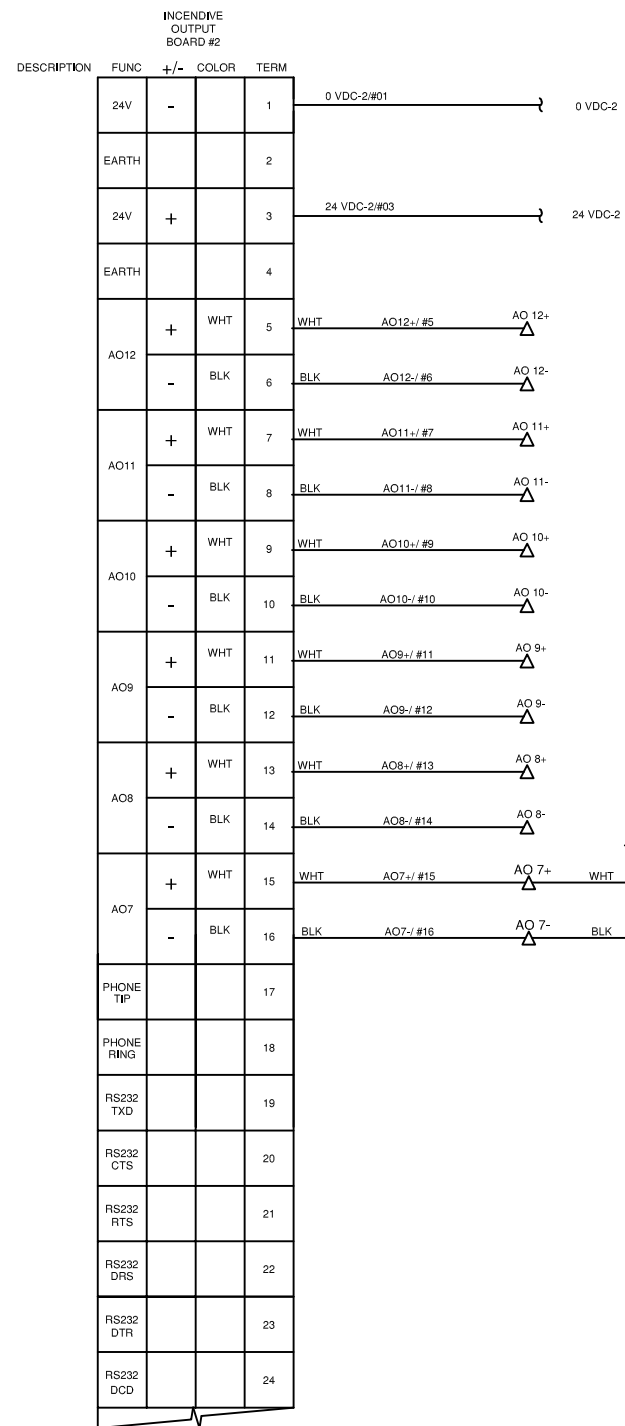 INCENDIVE
OUTPUT
BOARD #2
DESCRIPTION FUNC +/- COLOR TERM
24V - 1 0 VDC-2/#01 0 VDC-2
EARTH 2
24V + 3 24 VDC-2/#03 24 VDC-2
EARTH 4
AO12
+ WHT 5 WHT AO12+/ #5 AO 12+
- BLK 6 BLK AO12-/ #6 AO 12-
AO11
+ WHT 7 WHT AO11+/ #7 AO 11+
- BLK 8 BLK AO11-/ #8 AO 11-
AO10
+ WHT 9 WHT AO10+/ #9 AO 10+
- BLK 10 BLK AO10-/ #10 AO 10-
AO9
+ WHT 11 WHT AO9+/ #11 AO 9+
- BLK 12 BLK AO9-/ #12 AO 9-
AO8
+ WHT 13 WHT AO8+/ #13 AO 8+
- BLK 14 BLK AO8-/ #14 AO 8-
AO7
+ WHT 15 WHT AO7+/ #15 AO 7+ WHT
- BLK 16 BLK AO7-/ #16 AO 7- BLK
PHONE
TIP 17
PHONE
RING 18
RS232
TXD 19
RS232
CTS 20
RS232
RTS 21
RS232
DRS 22
RS232
DTR 23
RS232
DCD 24